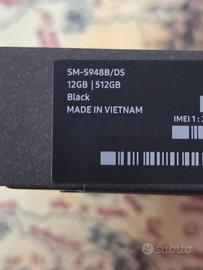 SM-S948B/DS
12GB | 512GB
Black
MADE IN VIETNAM
IMEI 1 :
subito